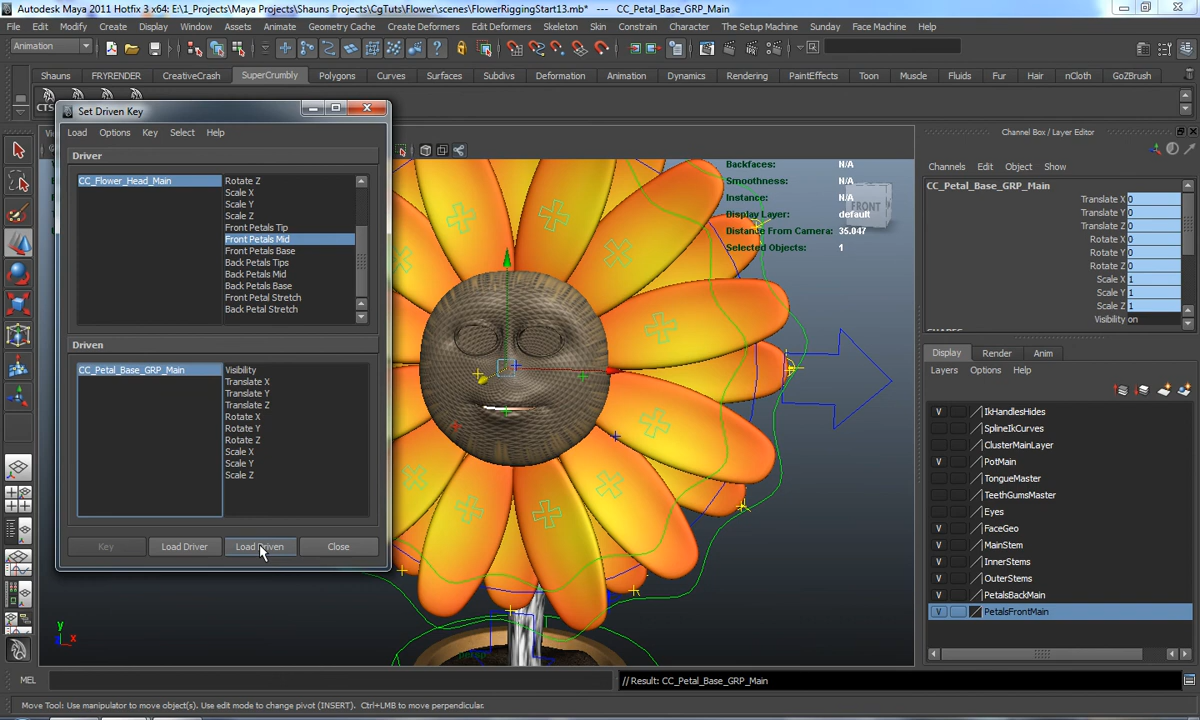 Autodesk Maya 2011 Hotfix 3 x64: E:\1_Projects\Maya Projects\Shauns Projects\CgTuts\Flower\scenes\FlowerRiggingStart13.mb* --- CC_Petal_Base_GRP_Main
File Edit Modify Create Display Window Assets Animate Geometry Cache Create Deformers Edit Deformers Skeleton Skin Constrain Character Sunday Face Machine Help
Animation
Shauns FRYRENDER CreativeCrash SuperCrumbly Polygons Curves Surfaces Subdivs Deformation Animation Dynamics Rendering PaintEffects Toon Muscle Fluids Fur Hair nCloth GoZBrush
CTS
Set Driven Key
Load Options Key Select Help
Driver
CC_Flower_Head_Main
Rotate Z
Scale X
Scale Y
Scale Z
Front Petals Tip
Front Petals Mid
Front Petals Base
Back Petals Tips
Back Petals Mid
Back Petals Base
Front Petal Stretch
Back Petal Stretch
Driven
CC_Petal_Base_GRP_Main
Visibility
Translate X
Translate Y
Translate Z
Rotate X
Rotate Y
Rotate Z
Scale X
Scale Y
Scale Z
Key Load Driver Load Driven Close
Backfaces: N/A
Smoothness: N/A
Instance: N/A
Display Layer: default
Distance From Camera: 35.047
Selected Objects: 1
FRONT
persp
y
x
Channel Box / Layer Editor
Channels Edit Object Show
CC_Petal_Base_GRP_Main
Translate X 0
Translate Y 0
Translate Z 0
Rotate X 0
Rotate Y 0
Rotate Z 0
Scale X 1
Scale Y 1
Scale Z 1
Visibility on
Display Render Anim
Layers Options Help
V IkHandlesHides
SplineIkCurves
ClusterMainLayer
V PotMain
TongueMaster
TeethGumsMaster
Eyes
V FaceGeo
V MainStem
V InnerStems
V OuterStems
V PetalsBackMain
V PetalsFrontMain
MEL
// Result: CC_Petal_Base_GRP_Main
Move Tool: Use manipulator to move object(s). Use edit mode to change pivot (INSERT). Ctrl+LMB to move perpendicular.